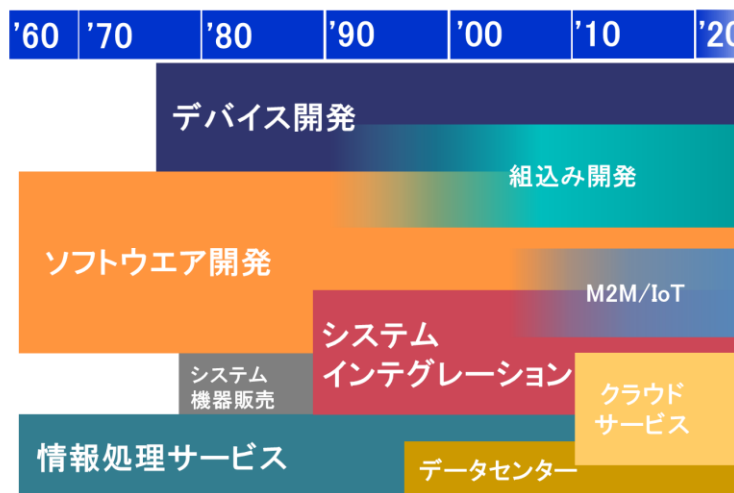 '60 '70 '80 '90 '00 '10 '20
デバイス開発
組込み開発
ソフトウエア開発
M2M/IoT
システム
インテグレーション
システム
機器販売
クラウド
サービス
情報処理サービス
データセンター